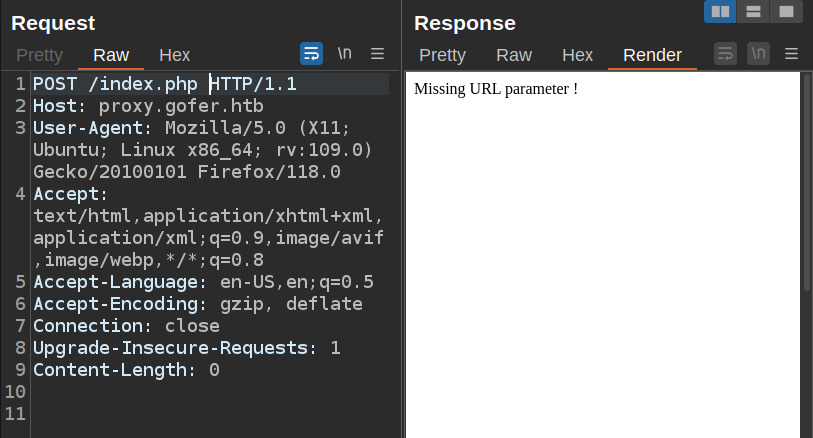 Request
Pretty Raw Hex
\n
1 POST /index.php HTTP/1.1
2 Host: proxy.gofer.htb
3 User-Agent: Mozilla/5.0 (X11;
Ubuntu; Linux x86_64; rv:109.0)
Gecko/20100101 Firefox/118.0
4 Accept:
text/html,application/xhtml+xml,
application/xml;q=0.9,image/avif
,image/webp,*/*;q=0.8
5 Accept-Language: en-US,en;q=0.5
6 Accept-Encoding: gzip, deflate
7 Connection: close
8 Upgrade-Insecure-Requests: 1
9 Content-Length: 0
10
11
Response
Pretty Raw Hex Render
\n
Missing URL parameter !